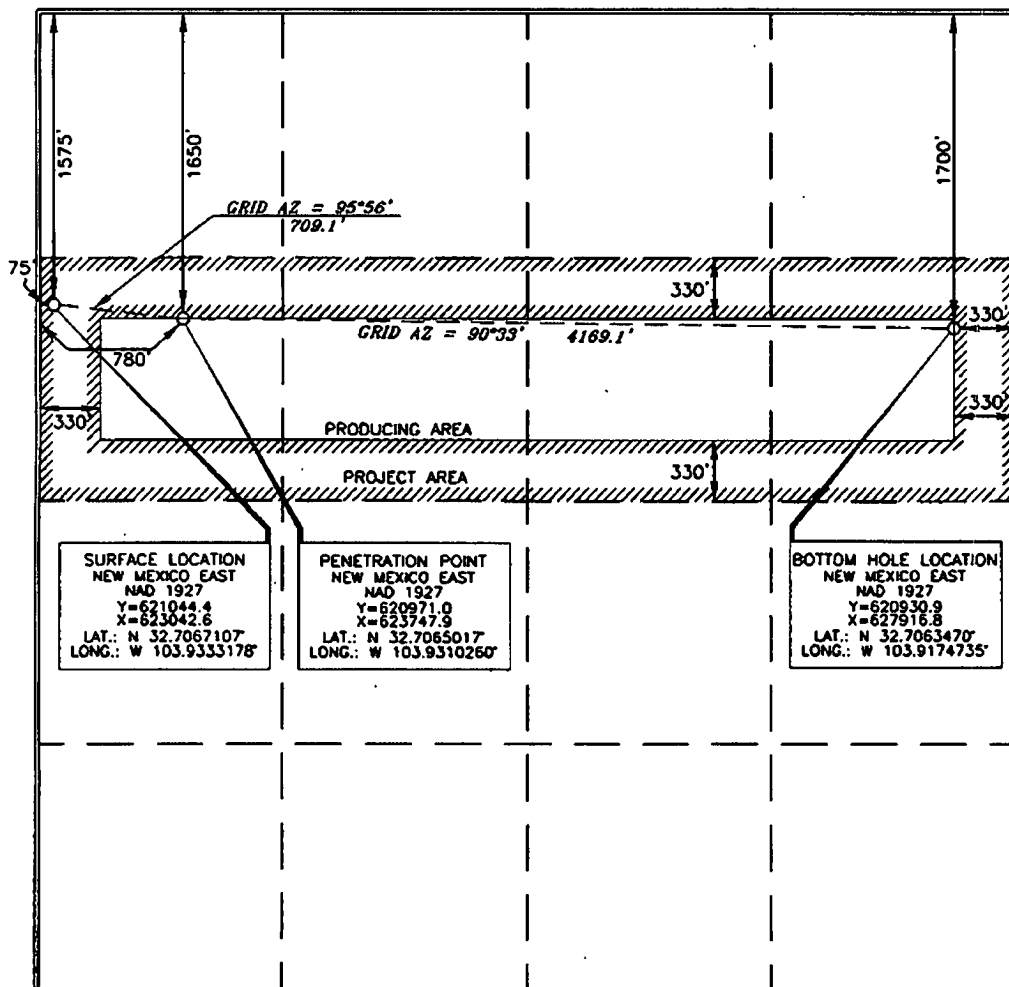 1575'
1650'
1700'
GRID AZ = 95°56'
709.1'
75'
330'
330'
GRID AZ = 90°33' 4169.1'
780'
330'
330'
PRODUCING AREA
330'
PROJECT AREA
SURFACE LOCATION
NEW MEXICO EAST
NAD 1927
Y=621044.4
X=623042.6
LAT.: N 32.7067107°
LONG.: W 103.9333178°
PENETRATION POINT
NEW MEXICO EAST
NAD 1927
Y=620971.0
X=623747.9
LAT.: N 32.7065017°
LONG.: W 103.9310260°
BOTTOM HOLE LOCATION
NEW MEXICO EAST
NAD 1927
Y=620930.9
X=627916.8
LAT.: N 32.7063470°
LONG.: W 103.9174735°